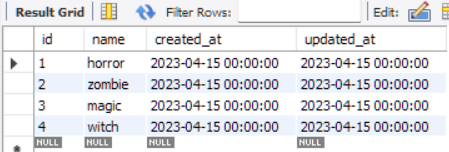 Result Grid Filter Rows: Edit:
id name created_at updated_at
1 horror 2023-04-15 00:00:00 2023-04-15 00:00:00
2 zombie 2023-04-15 00:00:00 2023-04-15 00:00:00
3 magic 2023-04-15 00:00:00 2023-04-15 00:00:00
4 witch 2023-04-15 00:00:00 2023-04-15 00:00:00
NULL NULL NULL NULL